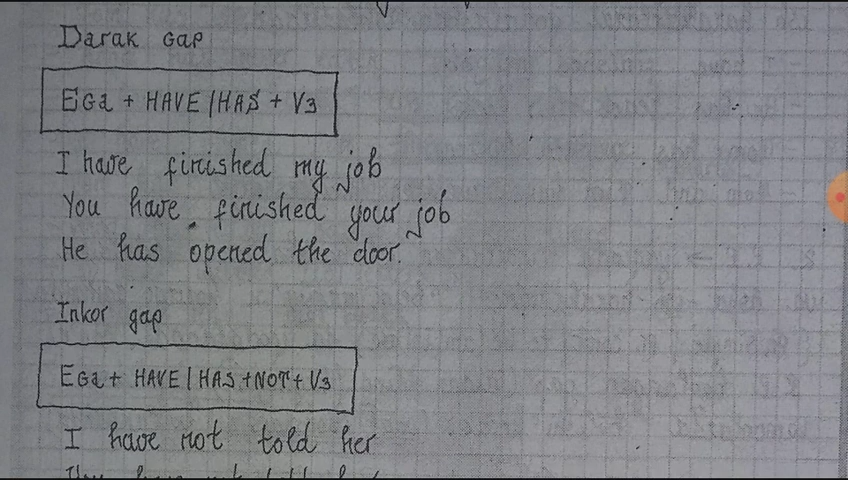 Darak gap
EGA + HAVE / HAS + V3
I have finished my job
You have finished your job
He has opened the door.
Inkor gap
EGA + HAVE / HAS + NOT + V3
I have not told her